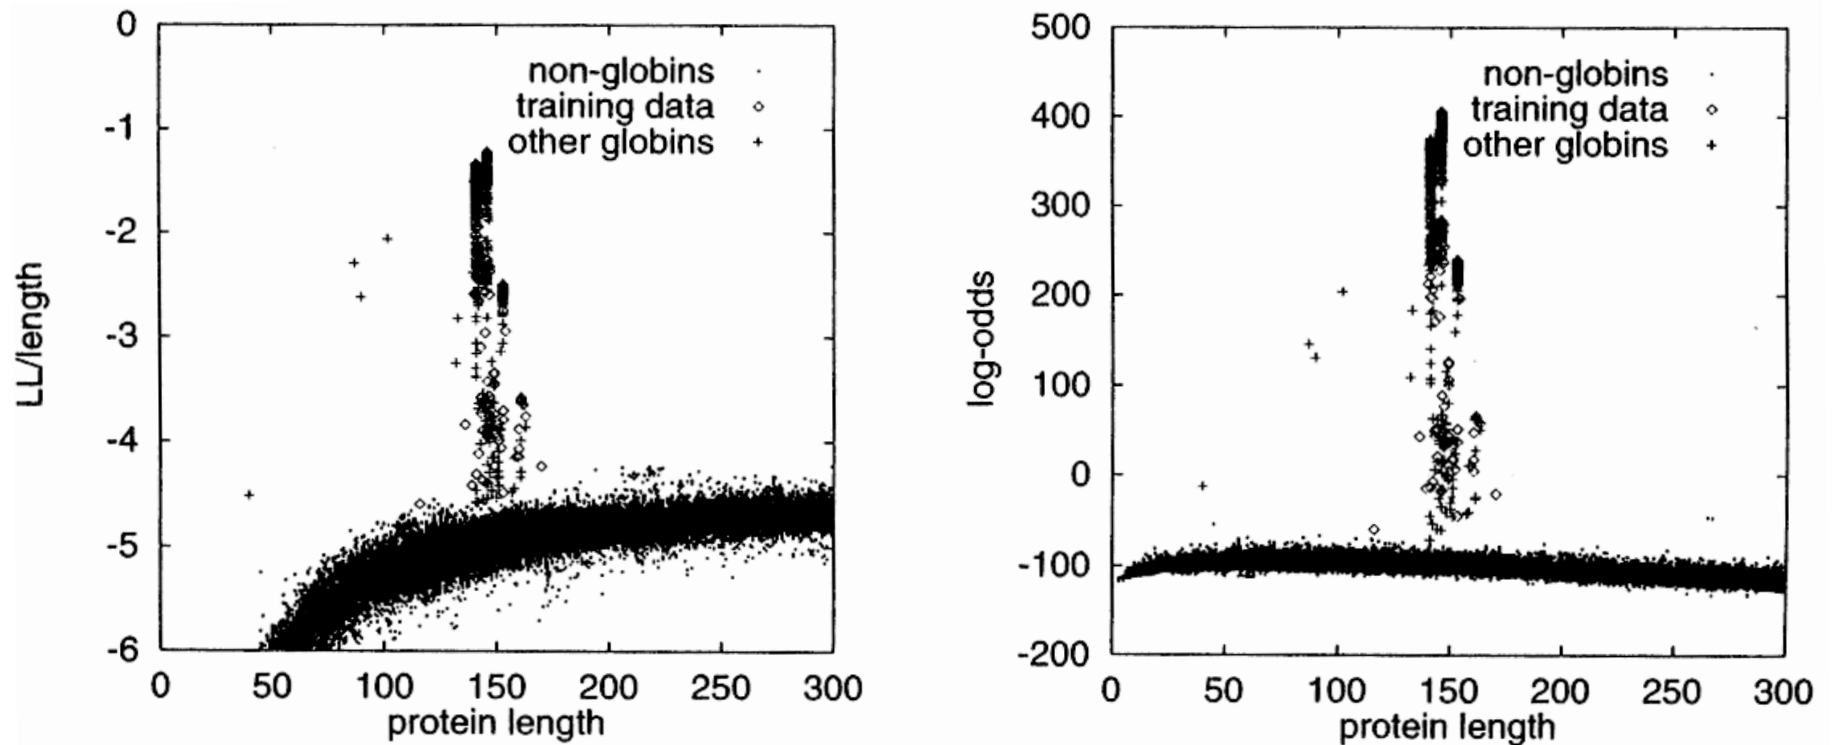 0
-1
-2
-3
-4
-5
-6
LL/length
non-globins
training data
other globins
0 50 100 150 200 250 300
protein length
500
400
300
200
100
0
-100
-200
log-odds
non-globins
training data
other globins
0 50 100 150 200 250 300
protein length